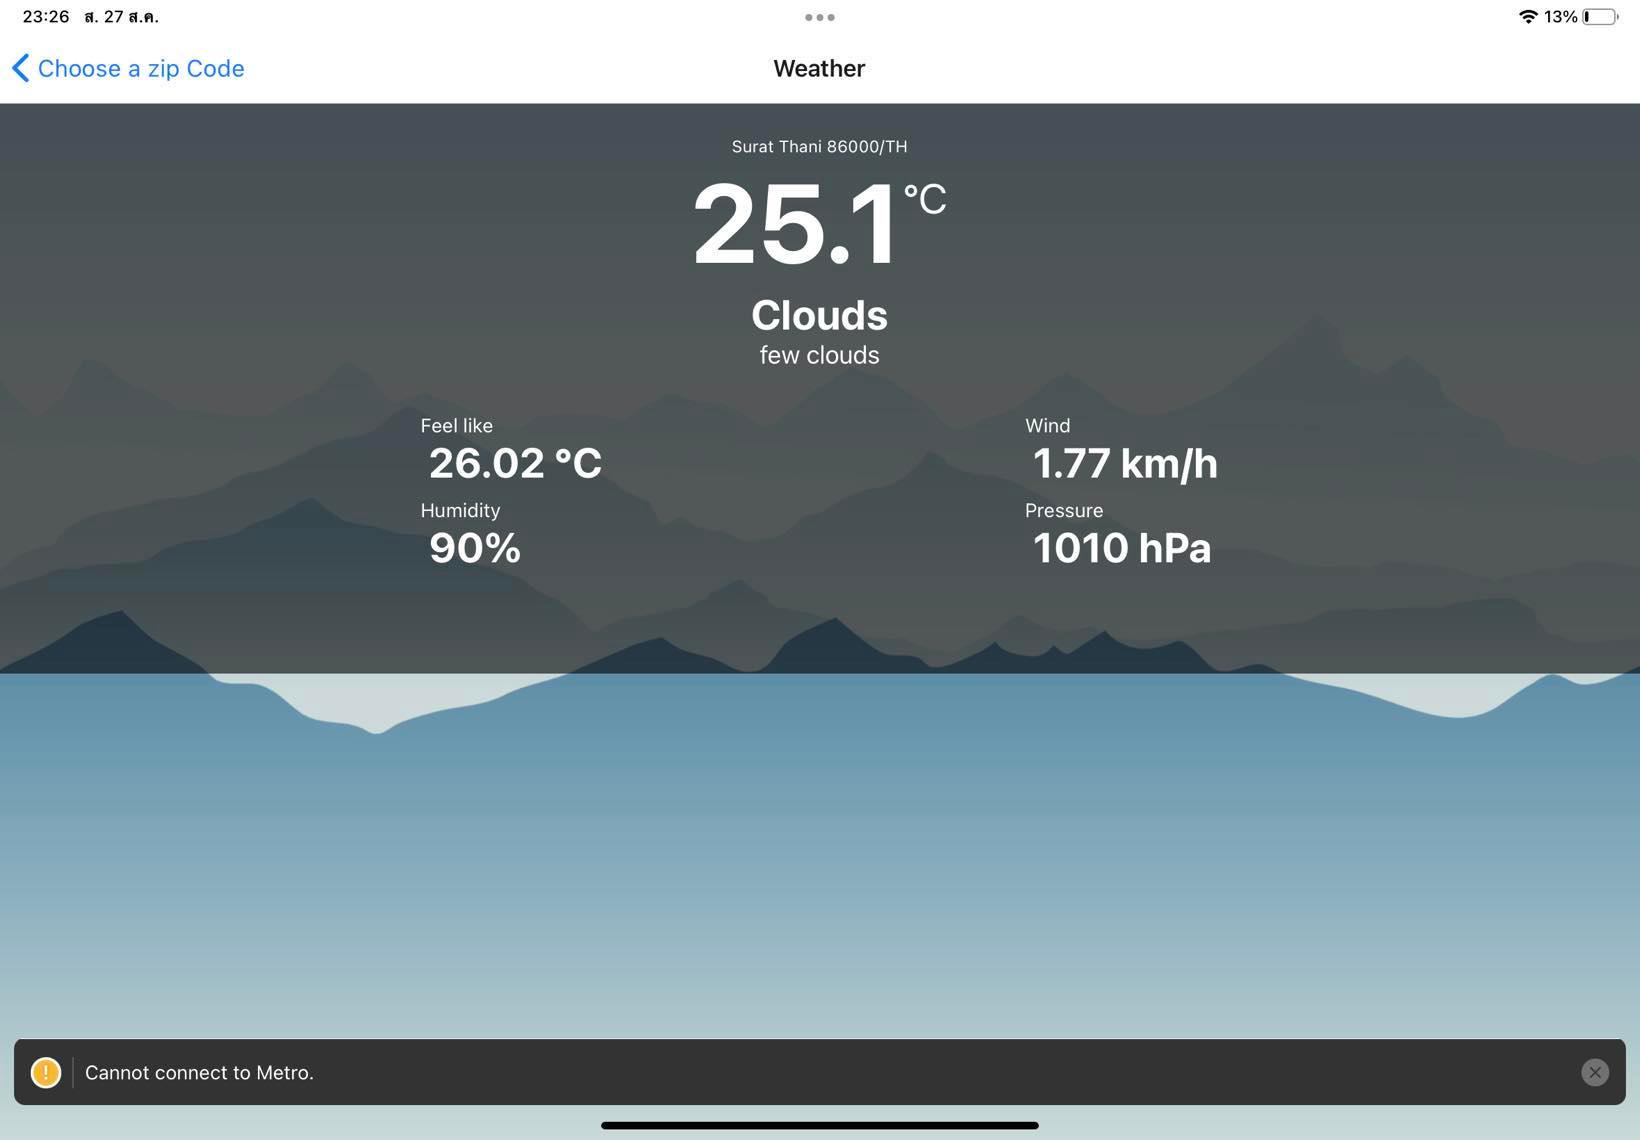 23:26 ส. 27 ส.ค.
13%
Choose a zip Code
Weather
Surat Thani 86000/TH
25.1 °C
Clouds
few clouds
Feel like
26.02 °C
Humidity
90%
Wind
1.77 km/h
Pressure
1010 hPa
! Cannot connect to Metro.